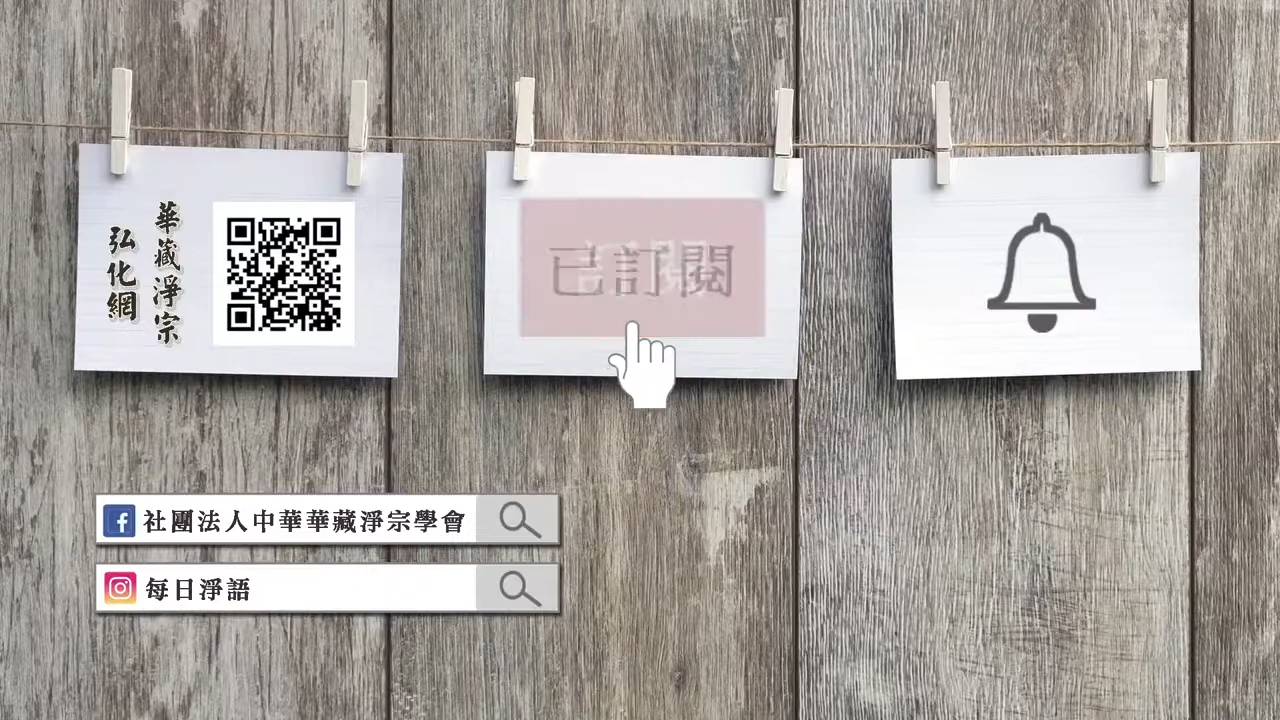 華藏淨宗
弘化網
已訂閱
社團法人中華華藏淨宗學會
每日淨語